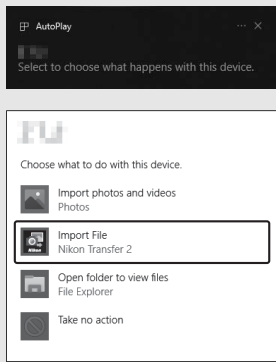 AutoPlay
Select to choose what happens with this device.
Choose what to do with this device.
Import photos and videos
Photos
Import File
Nikon Transfer 2
Open folder to view files
File Explorer
Take no action